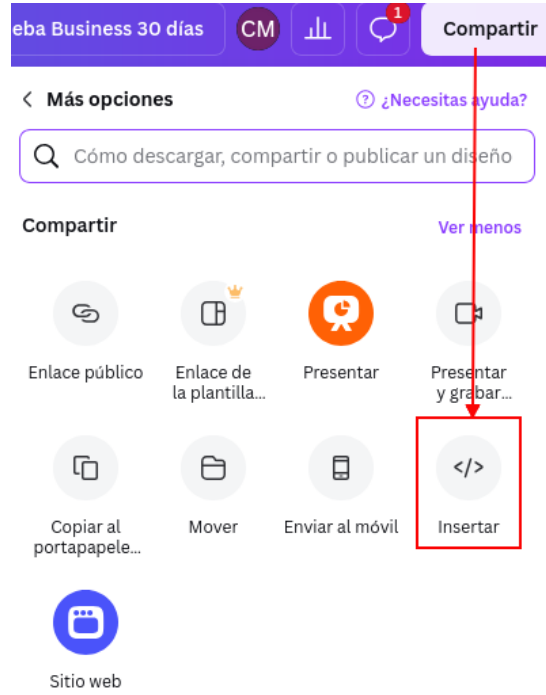 eba Business 30 días CM 1 Compartir
Más opciones ¿Necesitas ayuda?
Cómo descargar, compartir o publicar un diseño
Compartir Ver menos
Enlace público Enlace de la plantilla... Presentar Presentar y grabar...
Copiar al portapapele... Mover Enviar al móvil </> Insertar
Sitio web